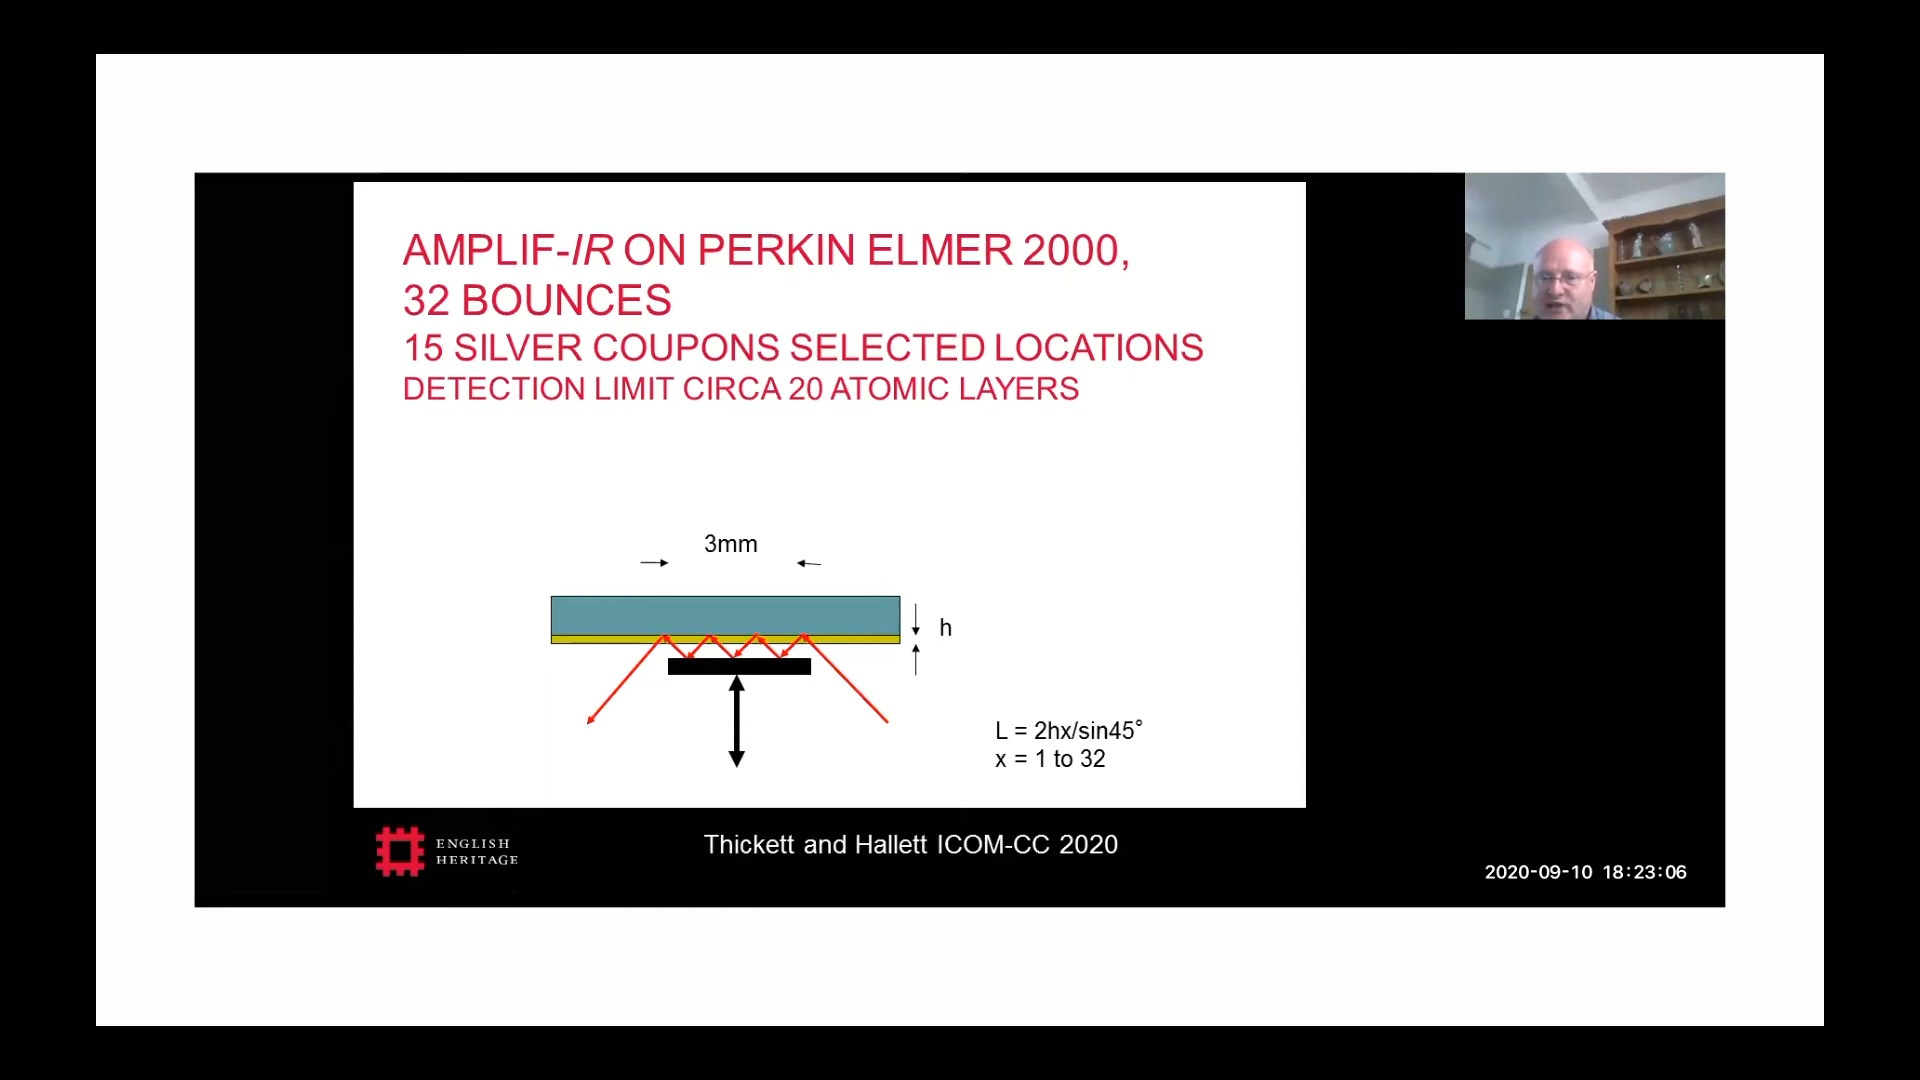 AMPLIF-IR ON PERKIN ELMER 2000,
32 BOUNCES
15 SILVER COUPONS SELECTED LOCATIONS
DETECTION LIMIT CIRCA 20 ATOMIC LAYERS
3mm
h
L = 2hx/sin45°
x = 1 to 32
ENGLISH
HERITAGE
Thickett and Hallett ICOM-CC 2020
2020-09-10 18:23:06